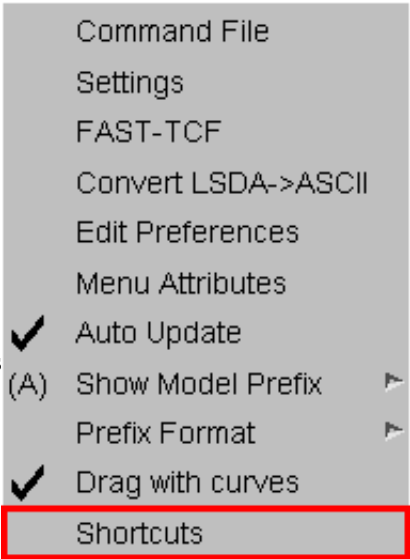 Command File
Settings
FAST-TCF
Convert LSDA->ASCII
Edit Preferences
Menu Attributes
Auto Update
(A) Show Model Prefix
Prefix Format
Drag with curves
Shortcuts